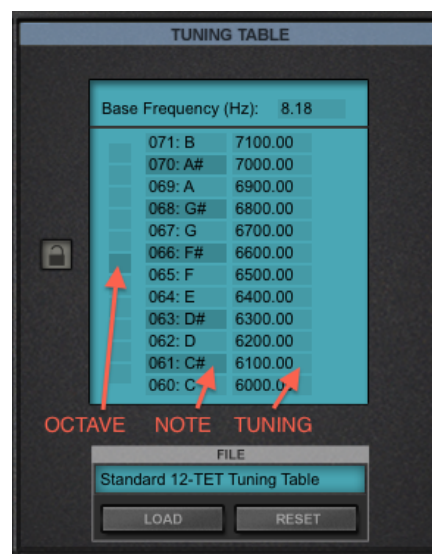 TUNING TABLE
Base Frequency (Hz): 8.18
071: B 7100.00
070: A# 7000.00
069: A 6900.00
068: G# 6800.00
067: G 6700.00
066: F# 6600.00
065: F 6500.00
064: E 6400.00
063: D# 6300.00
062: D 6200.00
061: C# 6100.00
060: C 6000.00
OCTAVE NOTE TUNING
FILE
Standard 12-TET Tuning Table
LOAD RESET